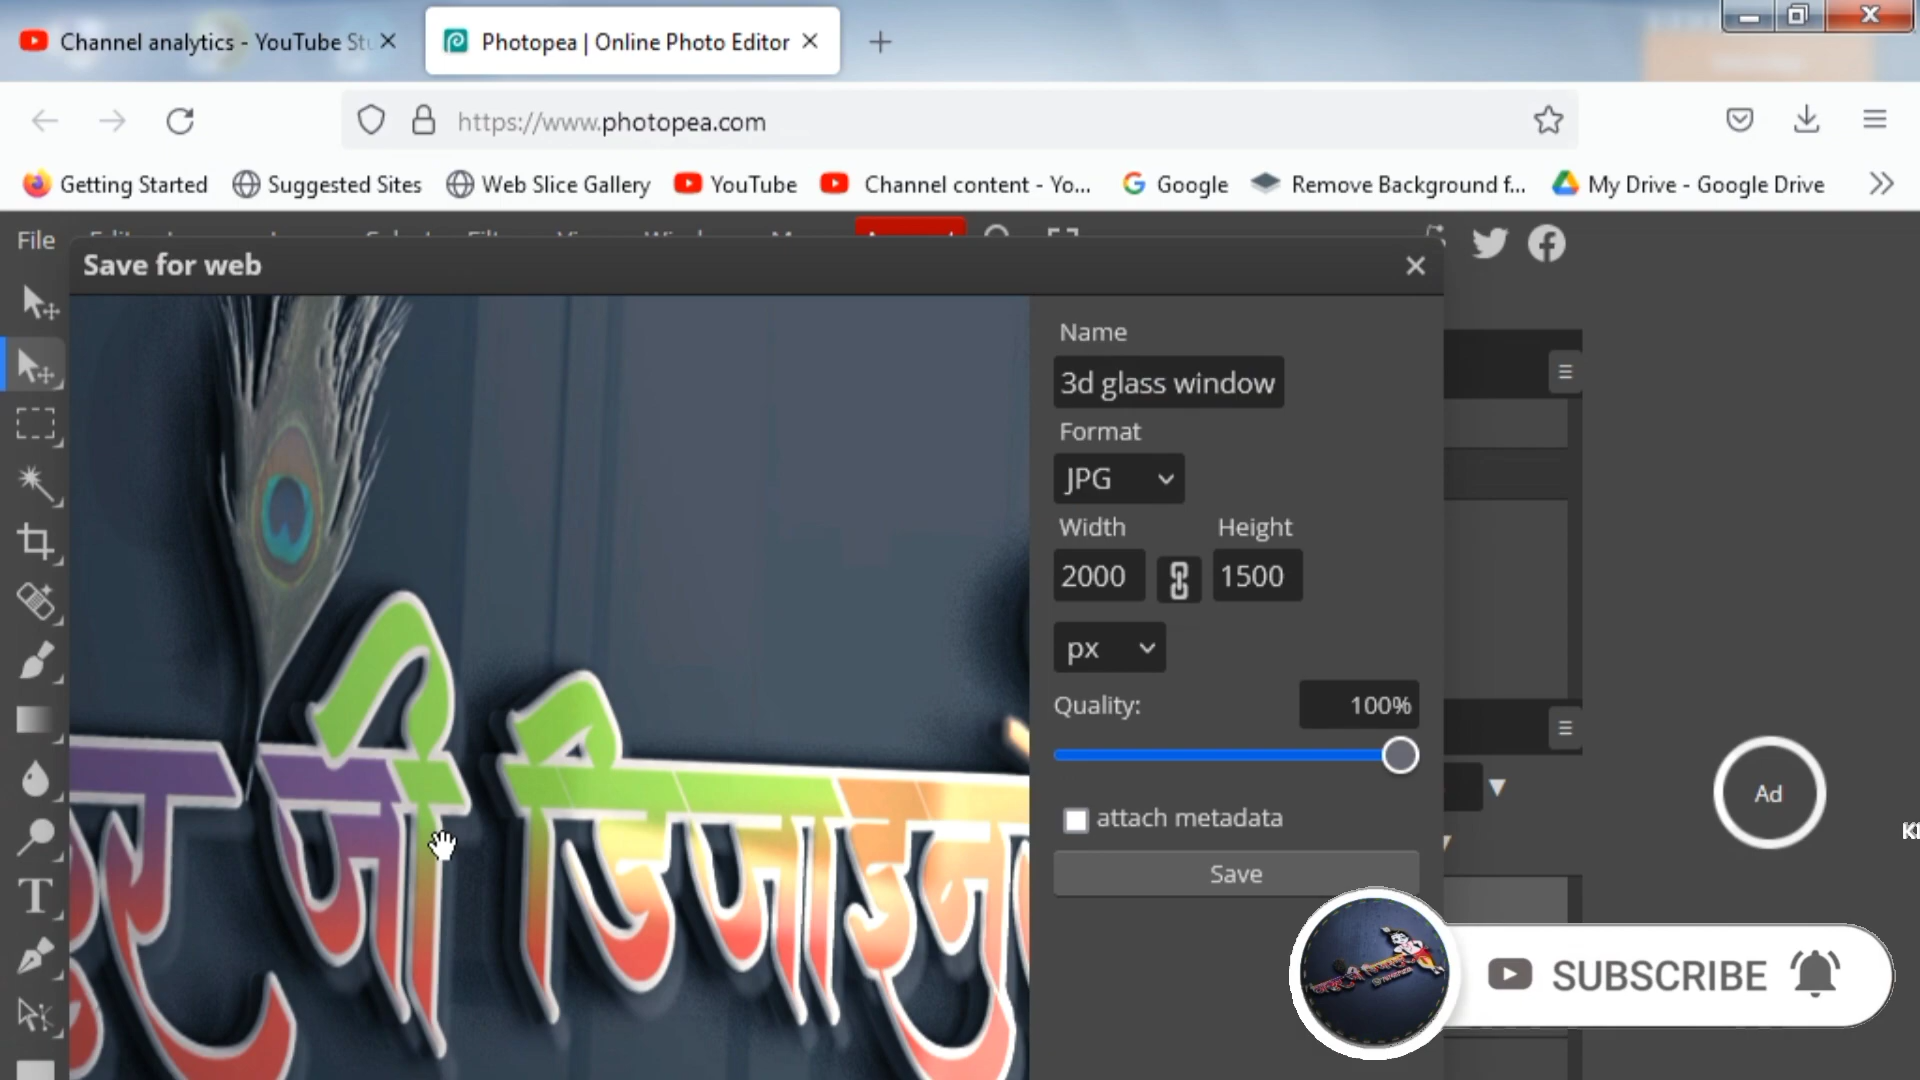 Channel analytics - YouTube Stu
Photopea | Online Photo Editor
https://www.photopea.com
Getting Started
Suggested Sites
Web Slice Gallery
YouTube
Channel content - Yo...
Google
Remove Background f...
My Drive - Google Drive
File
Save for web
Name
3d glass window
Format
JPG
Width
Height
2000
1500
px
Quality:
100%
attach metadata
Save
जी डिजाइन
Ad
SUBSCRIBE